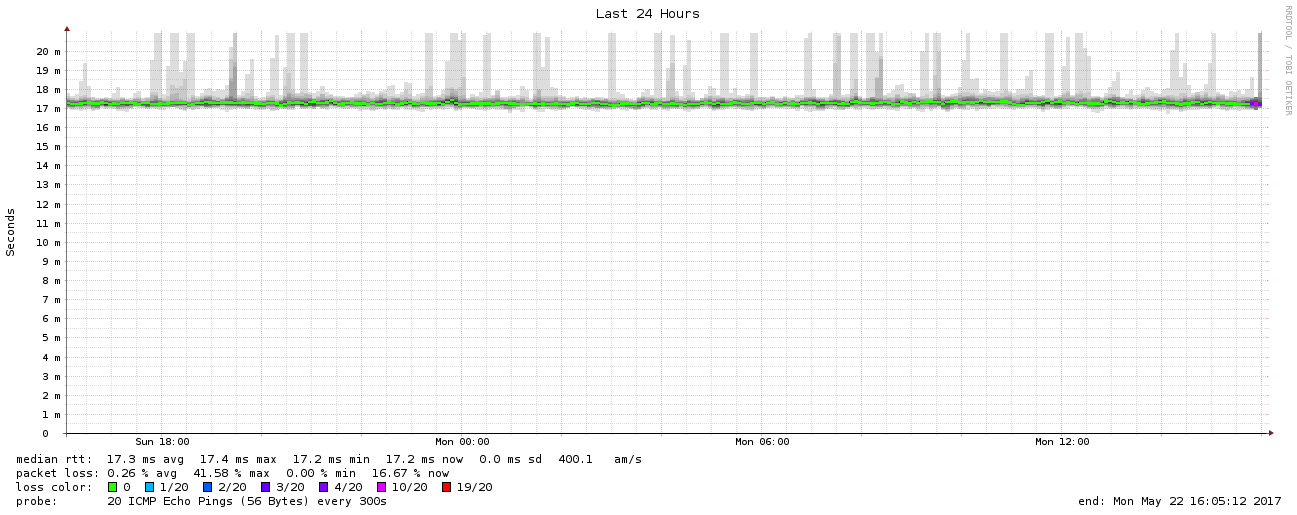 Last 24 Hours
RRDTOOL / TOBI OETIKER
Seconds
20 m
19 m
18 m
17 m
16 m
15 m
14 m
13 m
12 m
11 m
10 m
9 m
8 m
7 m
6 m
5 m
4 m
3 m
2 m
1 m
0
Sun 18:00 Mon 00:00 Mon 06:00 Mon 12:00
median rtt: 17.3 ms avg 17.4 ms max 17.2 ms min 17.2 ms now 0.0 ms sd 400.1 am/s
packet loss: 0.26 % avg 41.58 % max 0.00 % min 16.67 % now
loss color: 0 1/20 2/20 3/20 4/20 10/20 19/20
probe: 20 ICMP Echo Pings (56 Bytes) every 300s end: Mon May 22 16:05:12 2017